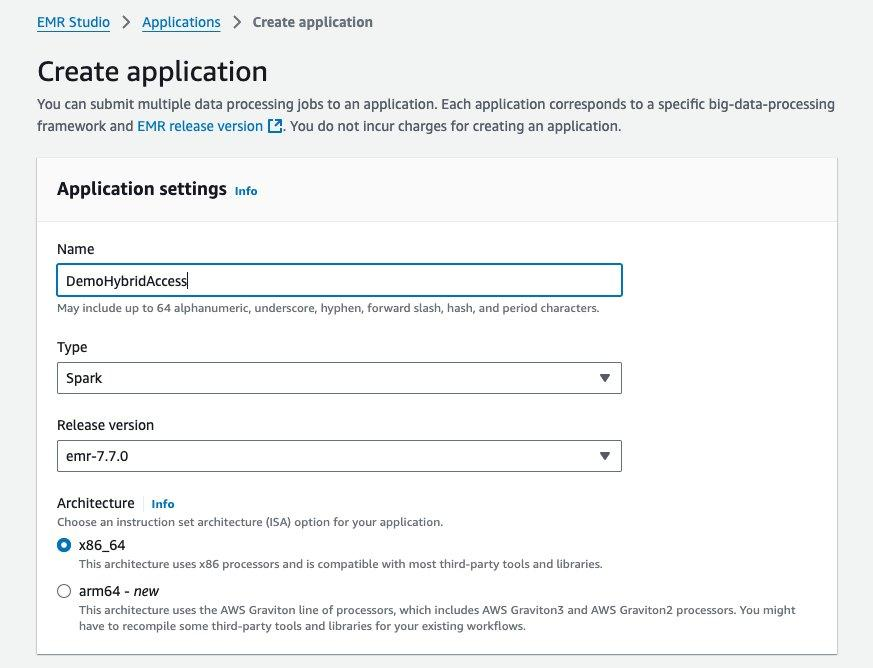 EMR Studio > Applications > Create application
Create application
You can submit multiple data processing jobs to an application. Each application corresponds to a specific big-data-processing
framework and EMR release version. You do not incur charges for creating an application.
Application settings Info
Name
DemoHybridAccess
May include up to 64 alphanumeric, underscore, hyphen, forward slash, hash, and period characters.
Type
Spark
Release version
emr-7.7.0
Architecture Info
Choose an instruction set architecture (ISA) option for your application.
x86_64
This architecture uses x86 processors and is compatible with most third-party tools and libraries.
arm64 - new
This architecture uses the AWS Graviton line of processors, which includes AWS Graviton3 and AWS Graviton2 processors. You might
have to recompile some third-party tools and libraries for your existing workflows.